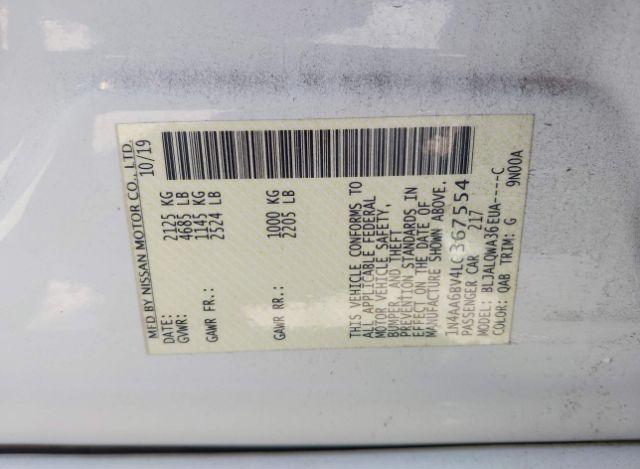 MFD BY NISSAN MOTOR CO., LTD.
DATE: 10/19
GVWR: 2125 KG
4685 LB
GAWR FR.: 1145 KG
2524 LB
GAWR RR.: 1000 KG
2205 LB
THIS VEHICLE CONFORMS TO
ALL APPLICABLE FEDERAL
MOTOR VEHICLE SAFETY,
BUMPER, AND THEFT
PREVENTION STANDARDS IN
EFFECT ON THE DATE OF
MANUFACTURE SHOWN ABOVE.
1N4AA6BV4LC367554
PASSENGER CAR 217
MODEL: BLJALQWA36EUA----C
COLOR: QAB TRIM: G 9N00A